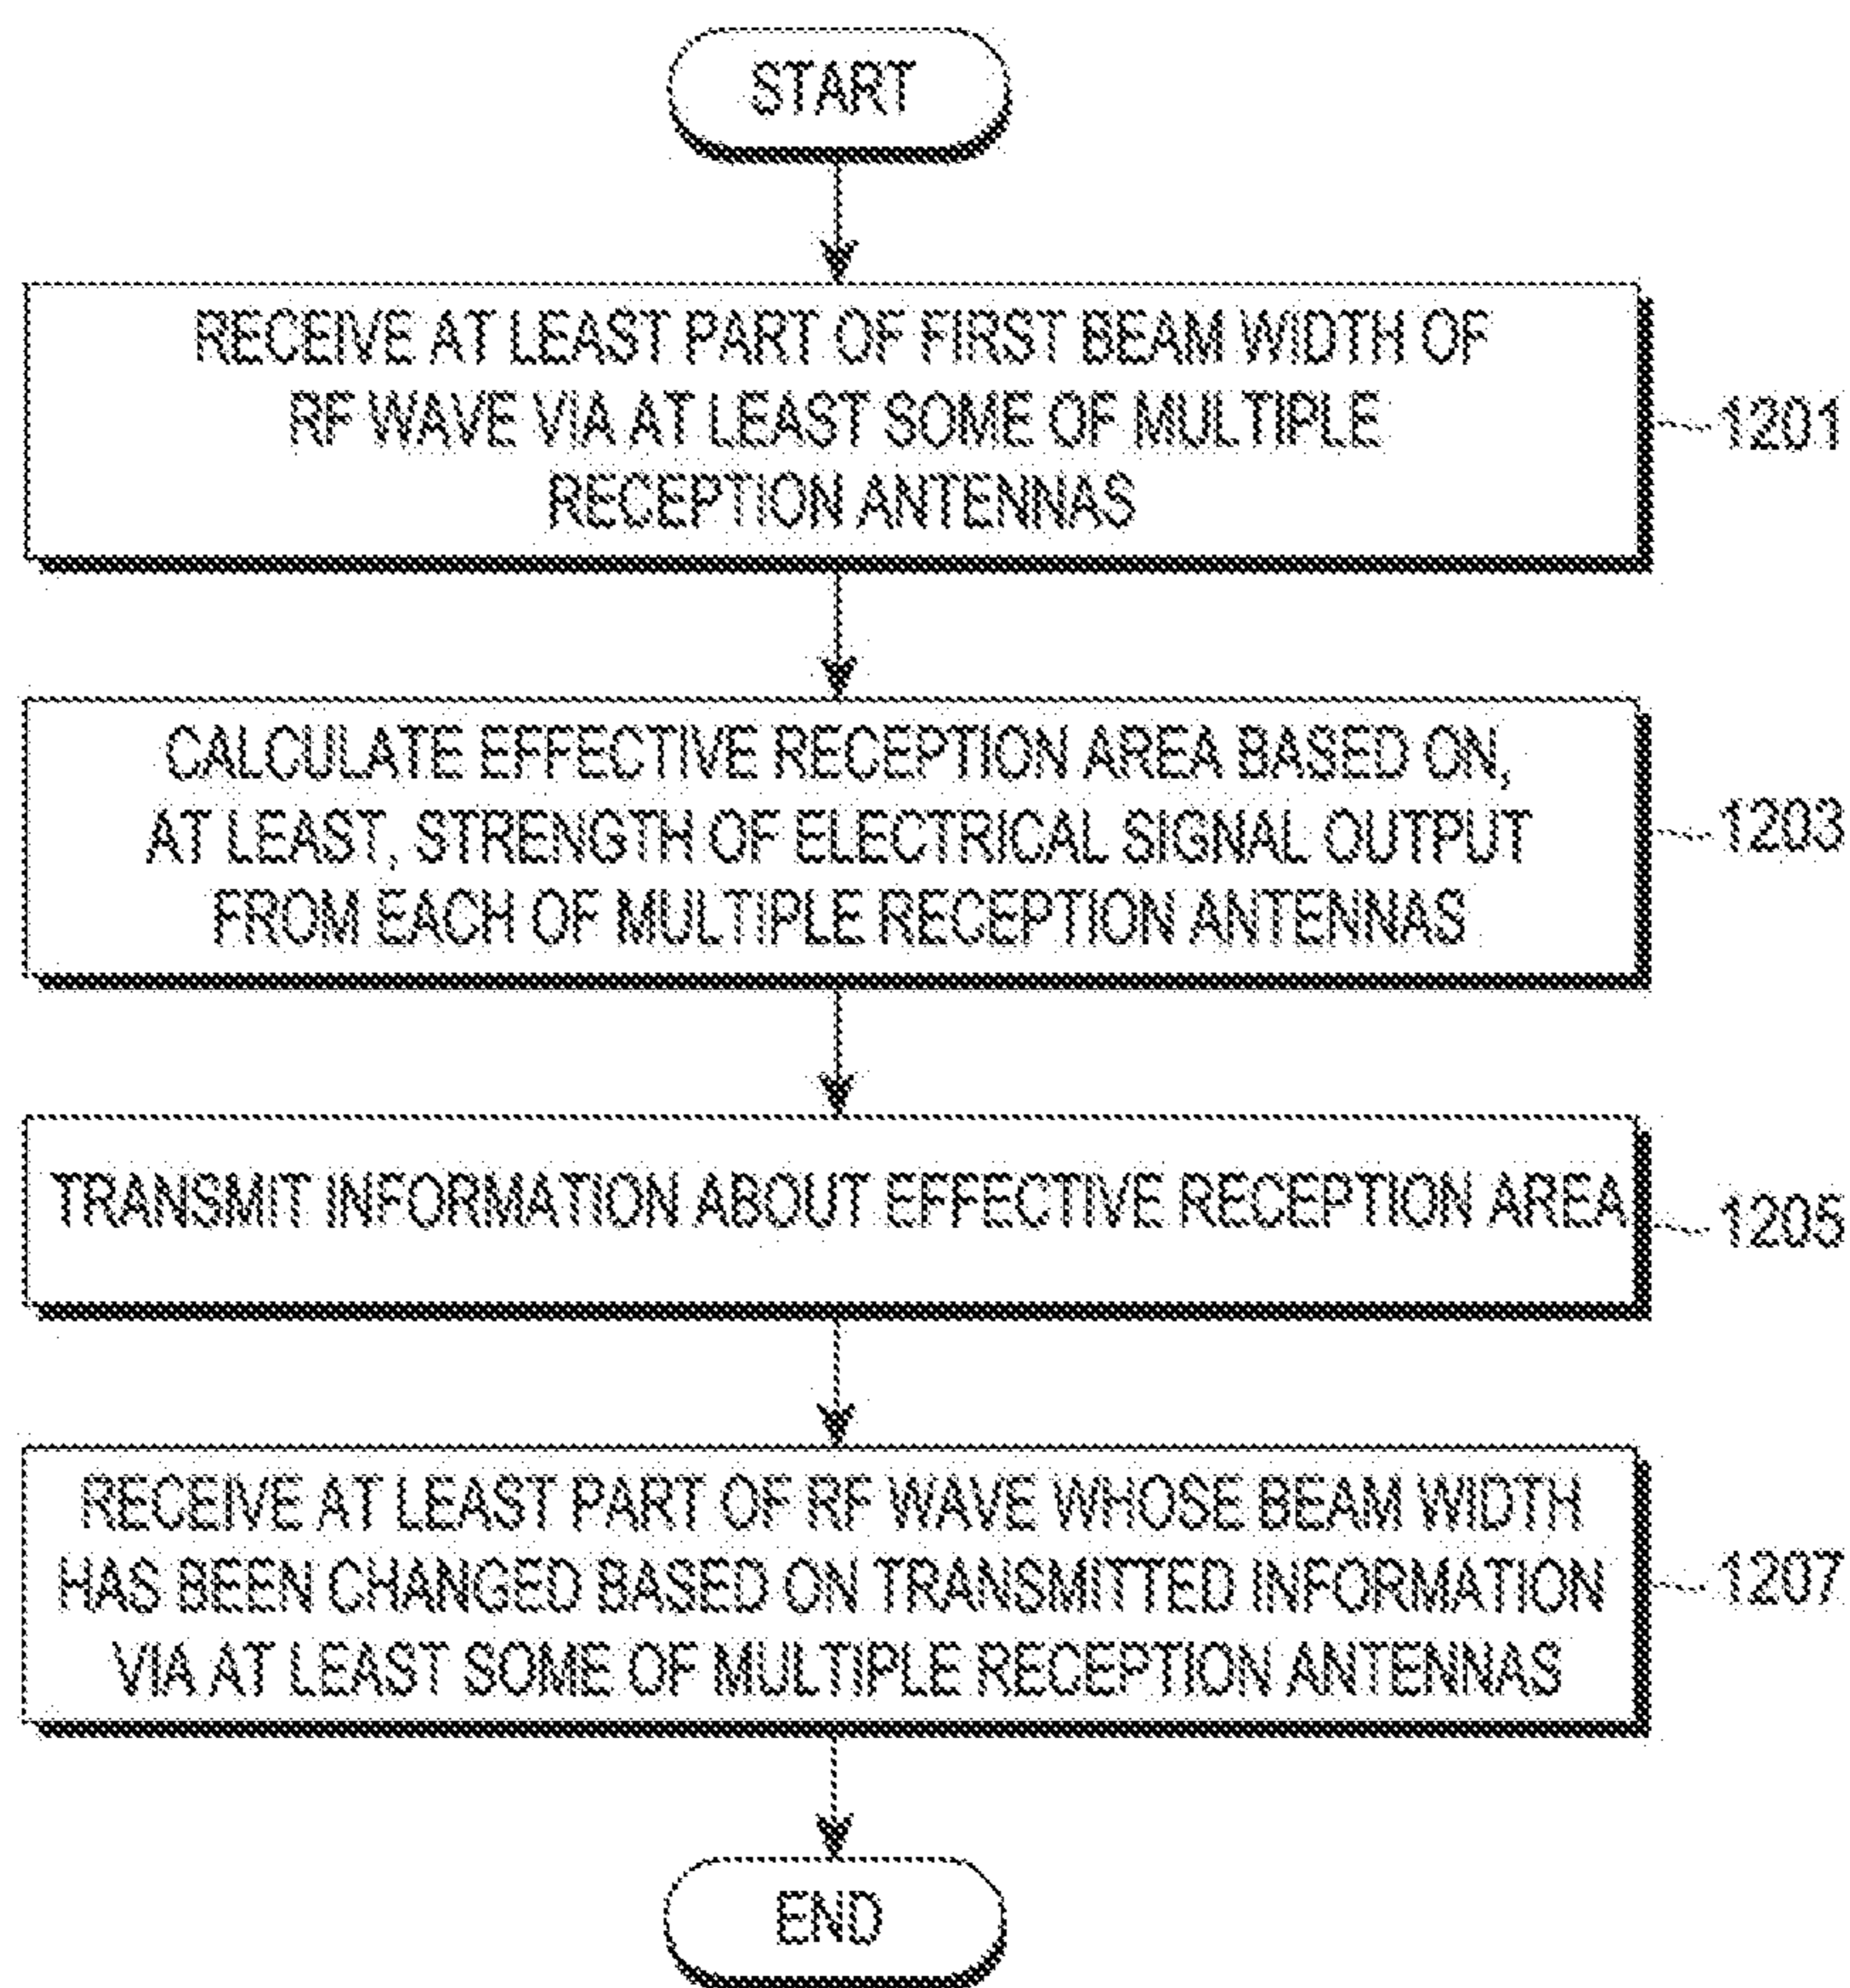 START
RECEIVE AT LEAST PART OF FIRST BEAM WIDTH OF
RF WAVE VIA AT LEAST SOME OF MULTIPLE
RECEPTION ANTENNAS
1201
CALCULATE EFFECTIVE RECEPTION AREA BASED ON,
AT LEAST, STRENGTH OF ELECTRICAL SIGNAL OUTPUT
FROM EACH OF MULTIPLE RECEPTION ANTENNAS
1203
TRANSMIT INFORMATION ABOUT EFFECTIVE RECEPTION AREA
1205
RECEIVE AT LEAST PART OF RF WAVE WHOSE BEAM WIDTH
HAS BEEN CHANGED BASED ON TRANSMITTED INFORMATION
VIA AT LEAST SOME OF MULTIPLE RECEPTION ANTENNAS
1207
END